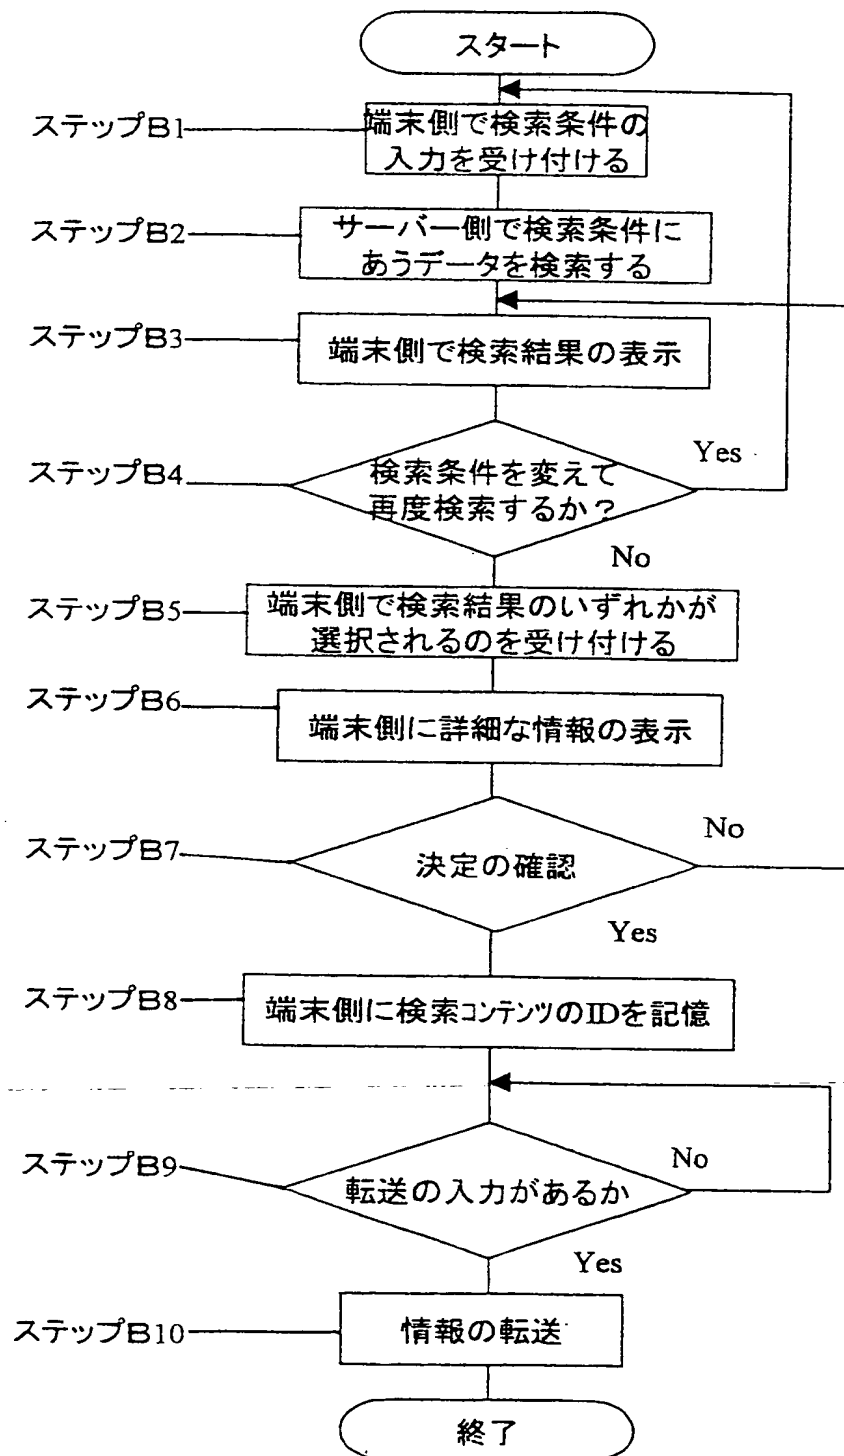 スタート
ステップB1
端末側で検索条件の
入力を受け付ける
ステップB2
サーバー側で検索条件に
あうデータを検索する
ステップB3
端末側で検索結果の表示
ステップB4
検索条件を変えて
再度検索するか？
Yes
No
ステップB5
端末側で検索結果のいずれかが
選択されるのを受け付ける
ステップB6
端末側に詳細な情報の表示
ステップB7
決定の確認
No
Yes
ステップB8
端末側に検索コンテンツのIDを記憶
ステップB9
転送の入力があるか
No
Yes
ステップB10
情報の転送
終了